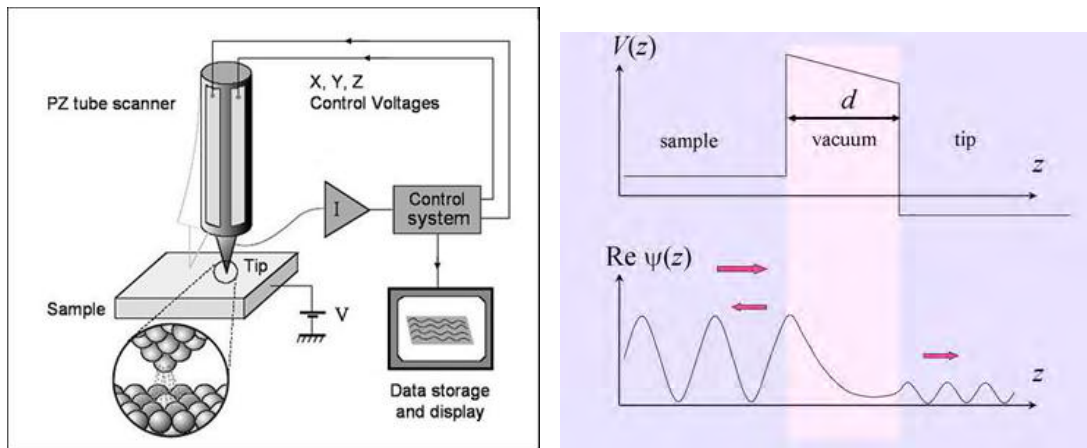 PZ tube scanner
X, Y, Z
Control Voltages
I
Control
system
Tip
Sample
V
Data storage
and display
V(z)
d
sample
vacuum
tip
z
Re ψ(z)
z